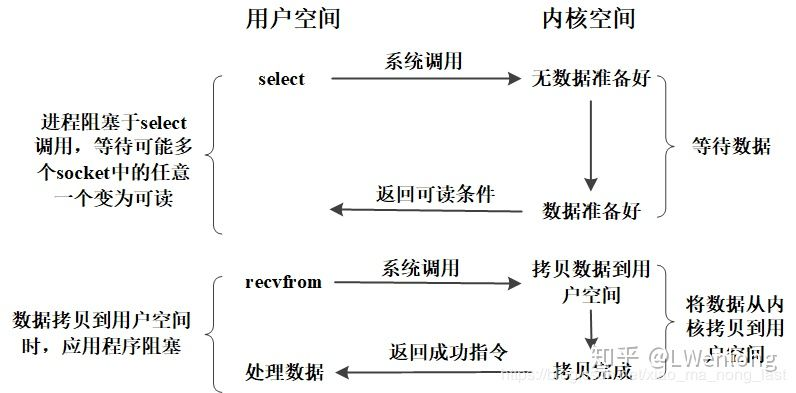 用户空间
内核空间
系统调用
select
无数据准备好
进程阻塞于select
调用，等待可能多
个socket中的任意
一个变为可读
等待数据
返回可读条件
数据准备好
系统调用
recvfrom
拷贝数据到用
户空间
数据拷贝到用户空间
时，应用程序阻塞
将数据从内
核拷贝到用
户空间
返回成功指令
处理数据
拷贝完成
知乎 @LWenlong